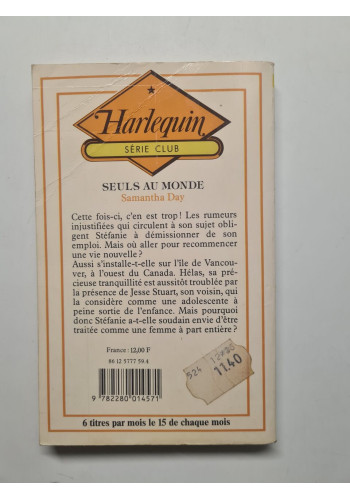 Harlequin
SÉRIE CLUB
SEULS AU MONDE
Samantha Day
Cette fois-ci, c'en est trop ! Les rumeurs
injustifiées qui circulent à son sujet obli-
gent Stéfanie à démissionner de son
emploi. Mais où aller pour recommencer
une vie nouvelle ?
Aussi s'installe-t-elle sur l'île de Vancou-
ver, à l'ouest du Canada. Hélas, sa pré-
cieuse tranquillité est aussitôt troublée par
la présence de Jesse Stuart, son voisin, qui
la considère comme une adolescente à
peine sortie de l'enfance. Mais pourquoi
donc Stéfanie a-t-elle soudain envie d'être
traitée comme une femme à part entière ?
France : 12,00 F
86 12 5777 59.4
9 782280 014571
924
11.40
6 titres par mois le 15 de chaque mois